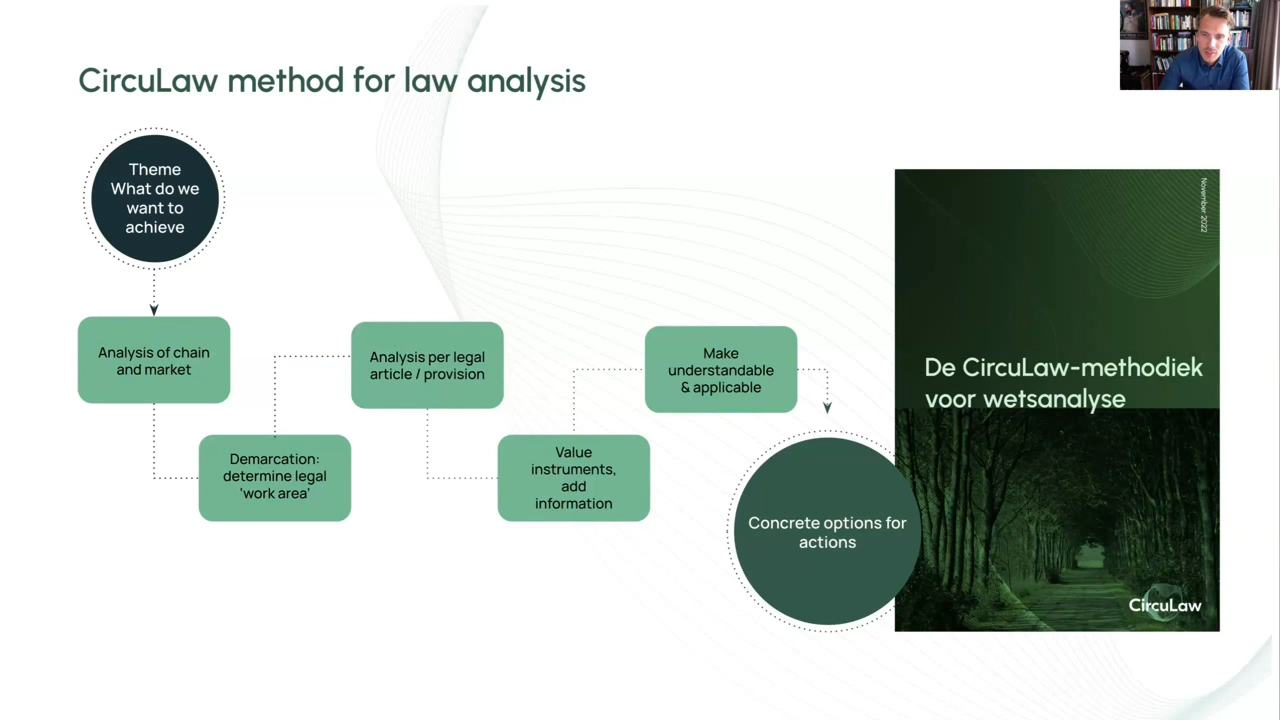 CircuLaw method for law analysis
Theme
What do we
want to
achieve
Analysis of chain
and market
Demarcation:
determine legal
‘work area’
Analysis per legal
article / provision
Value
instruments,
add
information
Make
understandable
& applicable
Concrete options for
actions
November 2022
De CircuLaw-methodiek
voor wetsanalyse
CircuLaw